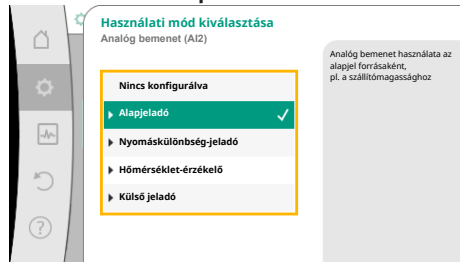 Használati mód kiválasztása
Analóg bemenet (AI2)
Nincs konfigurálva
Alapjeladó
Nyomáskülönbség-jeladó
Hőmérséklet-érzékelő
Külső jeladó
Analóg bemenet használata az
alapjel forrásaként,
pl. a szállítómagassághoz
?